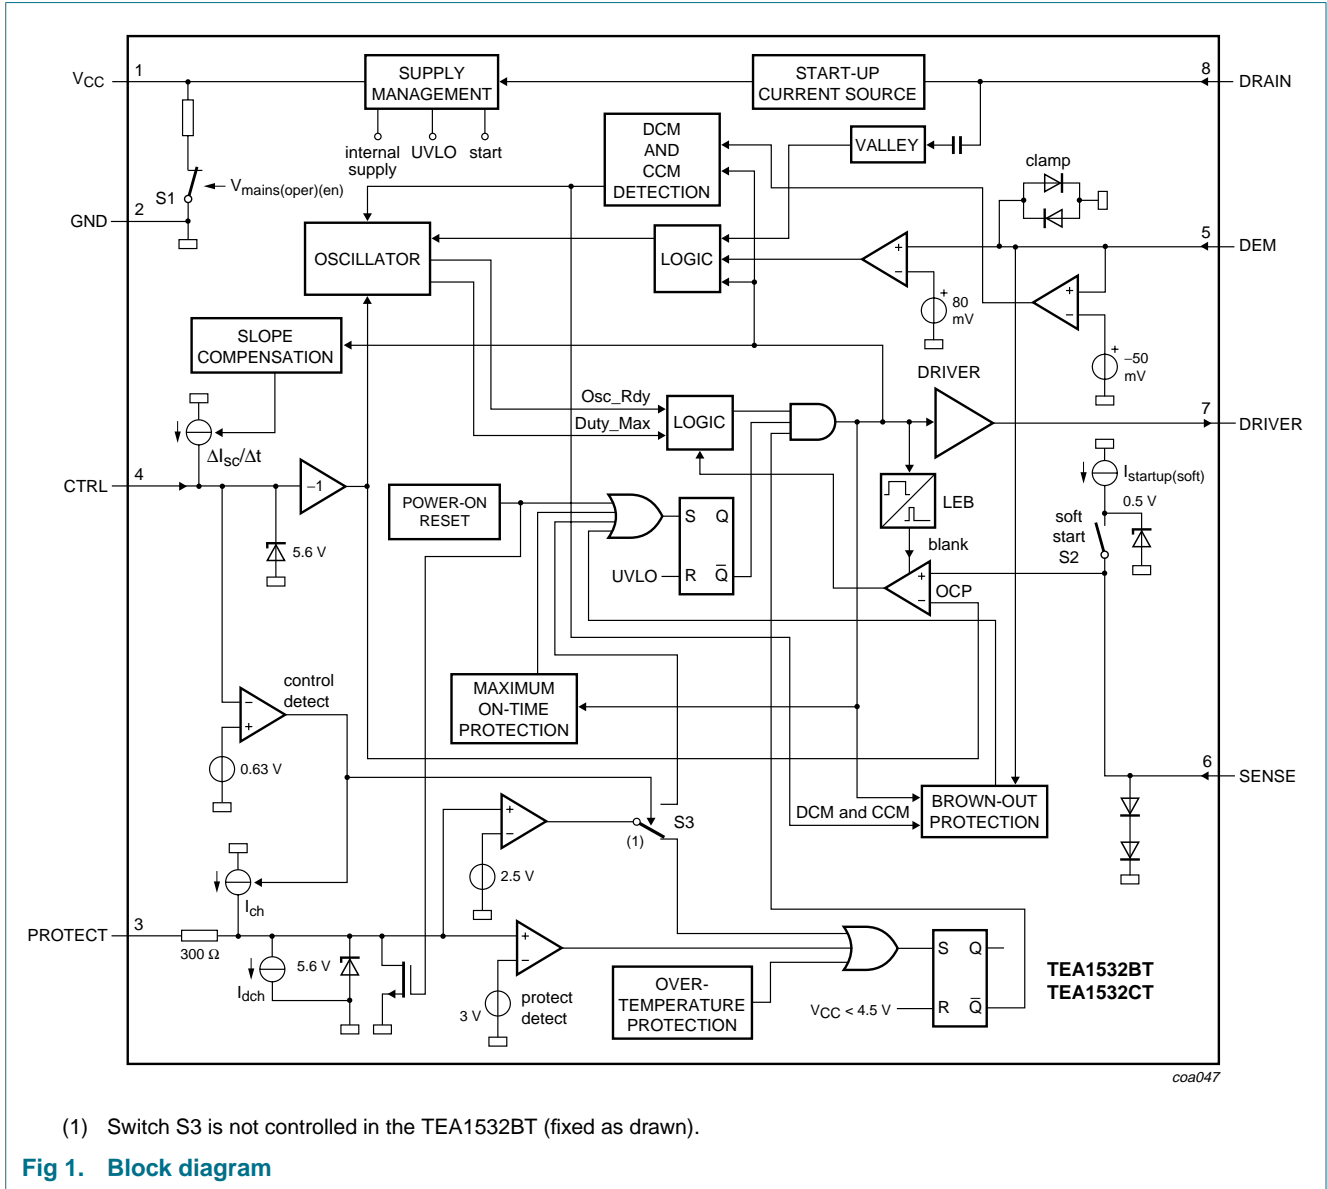 VCC 1
SUPPLY
MANAGEMENT
START-UP
CURRENT SOURCE
8 DRAIN
internal
supply
UVLO
start
DCM
AND
CCM
DETECTION
VALLEY
clamp
S1
Vmains(oper)(en)
GND 2
OSCILLATOR
LOGIC
+
−
+
80
mV
5 DEM
+
−
+
−50
mV
SLOPE
COMPENSATION
DRIVER
Osc_Rdy
Duty_Max
LOGIC
7 DRIVER
ΔISC/Δt
CTRL 4
−1
5.6 V
POWER-ON
RESET
S Q
R Q
UVLO
LEB
blank
+
−
OCP
Istartup(soft)
0.5 V
soft
start
S2
control
detect
−
+
0.63 V
MAXIMUM
ON-TIME
PROTECTION
6 SENSE
+
−
2.5 V
(1)
S3
DCM and CCM
BROWN-OUT
PROTECTION
Ich
PROTECT 3
300 Ω
Idch
5.6 V
+
−
3 V
protect
detect
OVER-
TEMPERATURE
PROTECTION
S Q
R Q
VCC < 4.5 V
TEA1532BT
TEA1532CT
coa047
(1) Switch S3 is not controlled in the TEA1532BT (fixed as drawn).
Fig 1. Block diagram